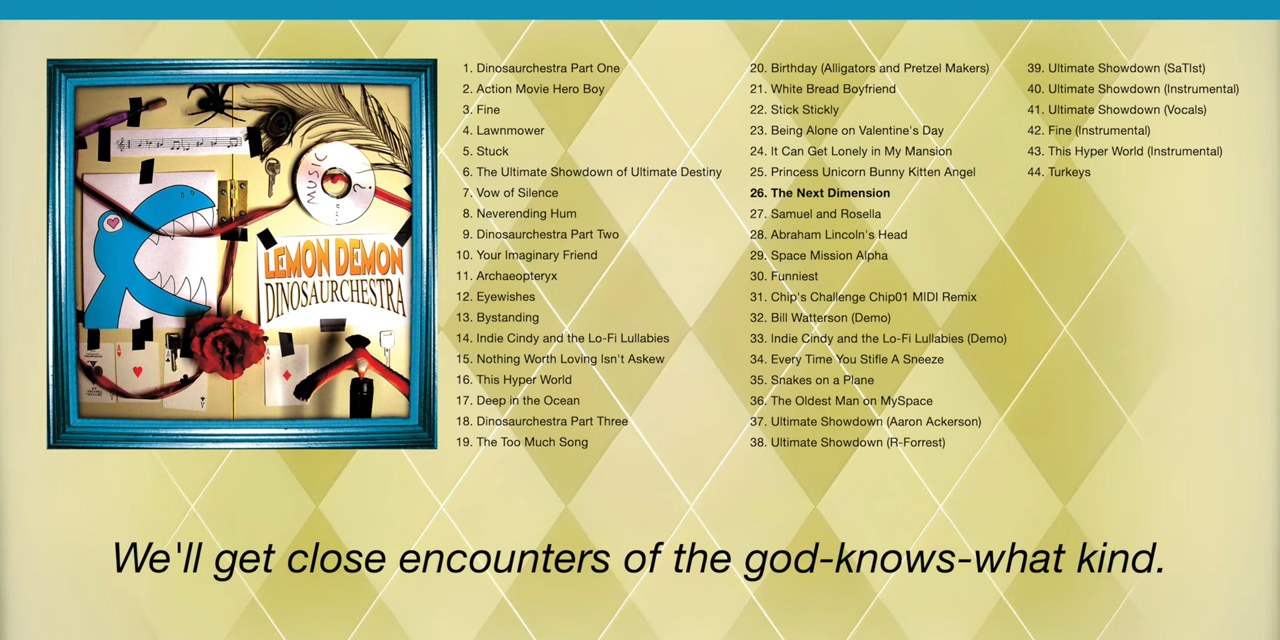 MUSIC
LEMON DEMON
DINOSAURCHESTRA
1. Dinosaurchestra Part One
2. Action Movie Hero Boy
3. Fine
4. Lawnmower
5. Stuck
6. The Ultimate Showdown of Ultimate Destiny
7. Vow of Silence
8. Neverending Hum
9. Dinosaurchestra Part Two
10. Your Imaginary Friend
11. Archaeopteryx
12. Eyewishes
13. Bystanding
14. Indie Cindy and the Lo-Fi Lullabies
15. Nothing Worth Loving Isn't Askew
16. This Hyper World
17. Deep in the Ocean
18. Dinosaurchestra Part Three
19. The Too Much Song
20. Birthday (Alligators and Pretzel Makers)
21. White Bread Boyfriend
22. Stick Stickly
23. Being Alone on Valentine's Day
24. It Can Get Lonely in My Mansion
25. Princess Unicorn Bunny Kitten Angel
26. The Next Dimension
27. Samuel and Rosella
28. Abraham Lincoln's Head
29. Space Mission Alpha
30. Funniest
31. Chip's Challenge Chip01 MIDI Remix
32. Bill Watterson (Demo)
33. Indie Cindy and the Lo-Fi Lullabies (Demo)
34. Every Time You Stifle A Sneeze
35. Snakes on a Plane
36. The Oldest Man on MySpace
37. Ultimate Showdown (Aaron Ackerson)
38. Ultimate Showdown (R-Forrest)
39. Ultimate Showdown (SaTIst)
40. Ultimate Showdown (Instrumental)
41. Ultimate Showdown (Vocals)
42. Fine (Instrumental)
43. This Hyper World (Instrumental)
44. Turkeys
We'll get close encounters of the god-knows-what kind.